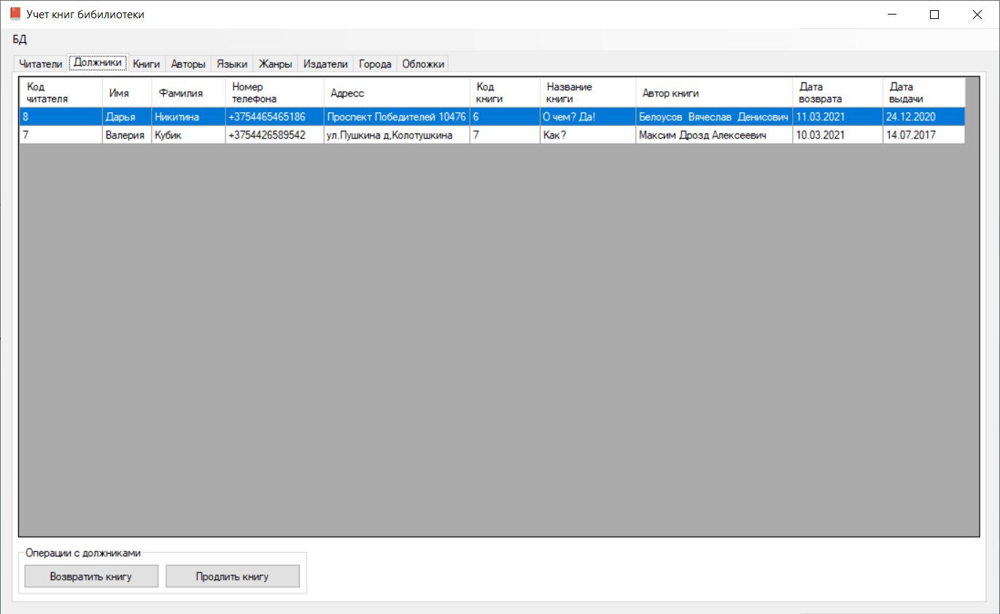 Учет книг бибилиотеки
БД
Читатели Должники Книги Авторы Языки Жанры Издатели Города Обложки
Код читателя Имя Фамилия Номер телефона Адресс Код книги Название книги Автор книги Дата возврата Дата выдачи
8 Дарья Никитина +3754465465186 Проспект Победителей 10476 6 О чем? Да! Белоусов Вячеслав Денисович 11.03.2021 24.12.2020
7 Валерия Кубик +3754426589542 ул.Пушкина д,Колотушкина 7 Как? Максим Дрозд Алексеевич 10.03.2021 14.07.2017
Операции с должниками
Возвратить книгу Продлить книгу